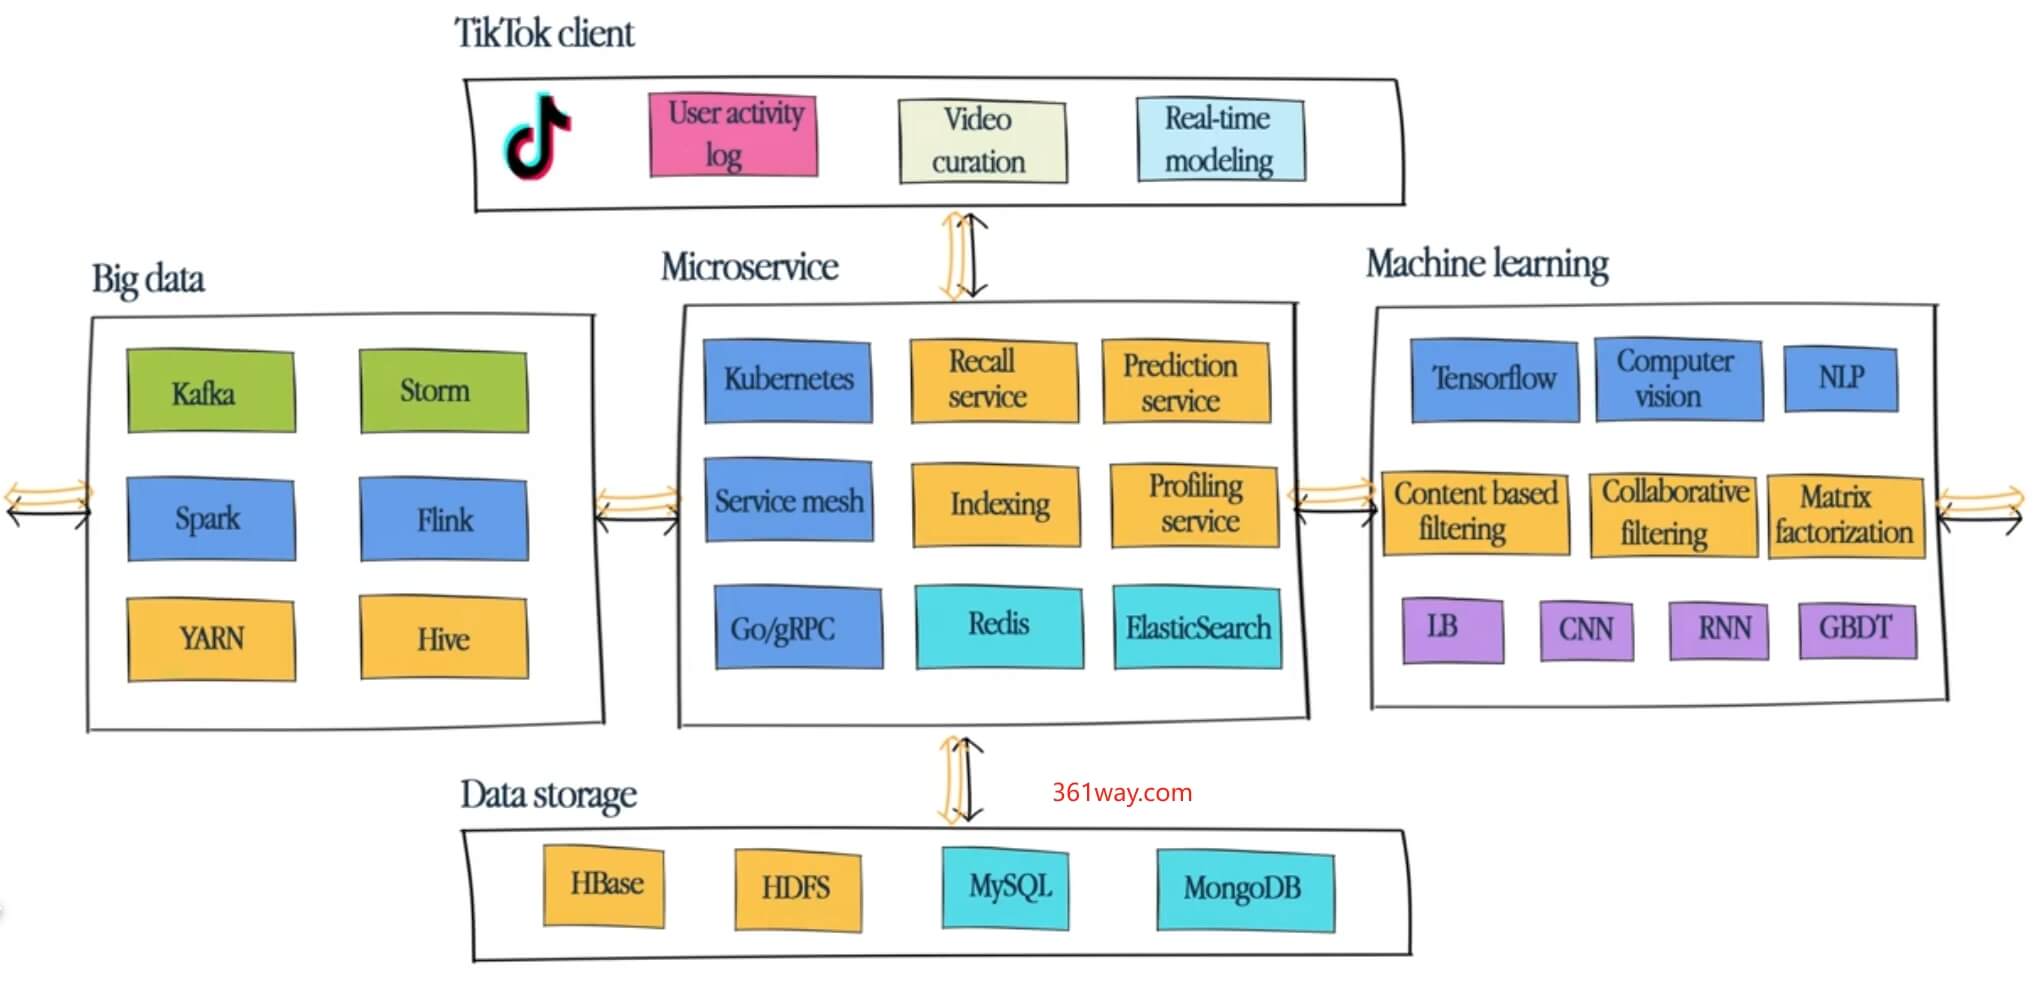 TikTok client
User activity
log
Video
curation
Real-time
modeling
Big data
Kafka
Storm
Spark
Flink
YARN
Hive
Microservice
Kubernetes
Recall
service
Prediction
service
Service mesh
Indexing
Profiling
service
Go/gRPC
Redis
ElasticSearch
Machine learning
Tensorflow
Computer
vision
NLP
Content based
filtering
Collaborative
filtering
Matrix
factorization
LB
CNN
RNN
GBDT
Data storage
361way.com
HBase
HDFS
MySQL
MongoDB